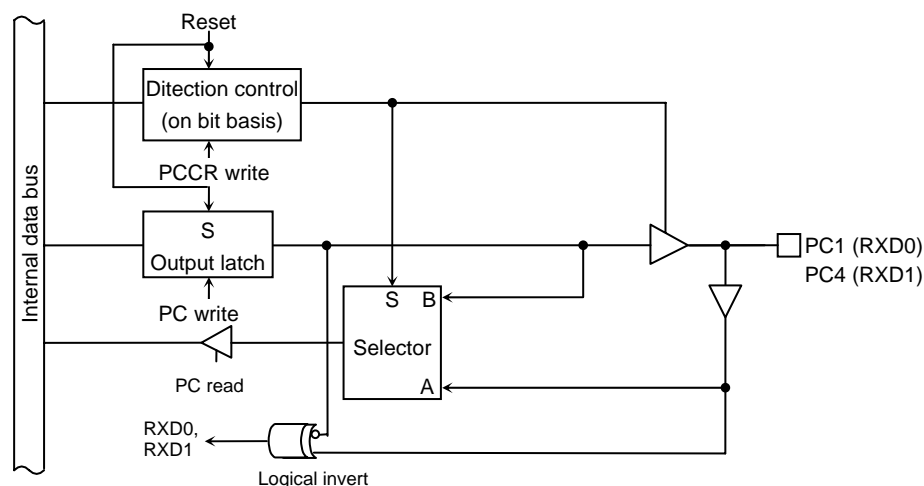 Reset
Ditection control
(on bit basis)
PCCR write
Internal data bus
S
Output latch
PC write
PC1 (RXD0)
PC4 (RXD1)
S B
Selector
A
PC read
RXD0,
RXD1
Logical invert